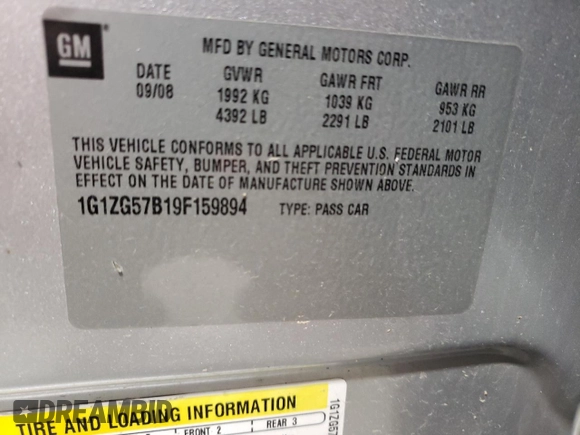 GM
MFD BY GENERAL MOTORS CORP.
DATE GVWR GAWR FRT GAWR RR
09/08 1992 KG 1039 KG 953 KG
4392 LB 2291 LB 2101 LB
THIS VEHICLE CONFORMS TO ALL APPLICABLE U.S. FEDERAL MOTOR
VEHICLE SAFETY, BUMPER, AND THEFT PREVENTION STANDARDS IN
EFFECT ON THE DATE OF MANUFACTURE SHOWN ABOVE.
1G1ZG57B19F159894 TYPE: PASS CAR
TIRE AND LOADING INFORMATION
FRONT 2 REAR 3
1G1ZG57
DREAMBID